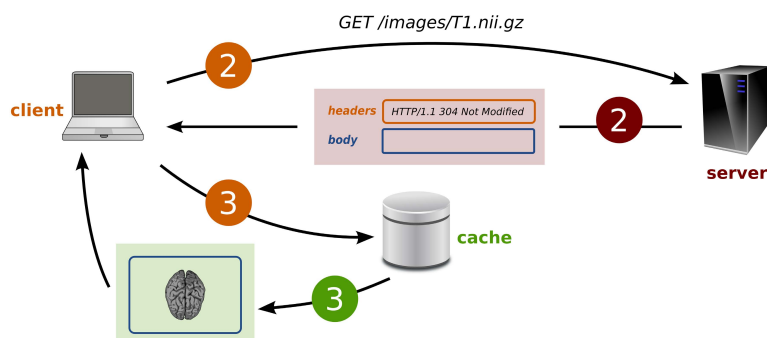 GET /images/T1.nii.gz
2
client
headers
HTTP/1.1 304 Not Modified
body
2
server
3
cache
3